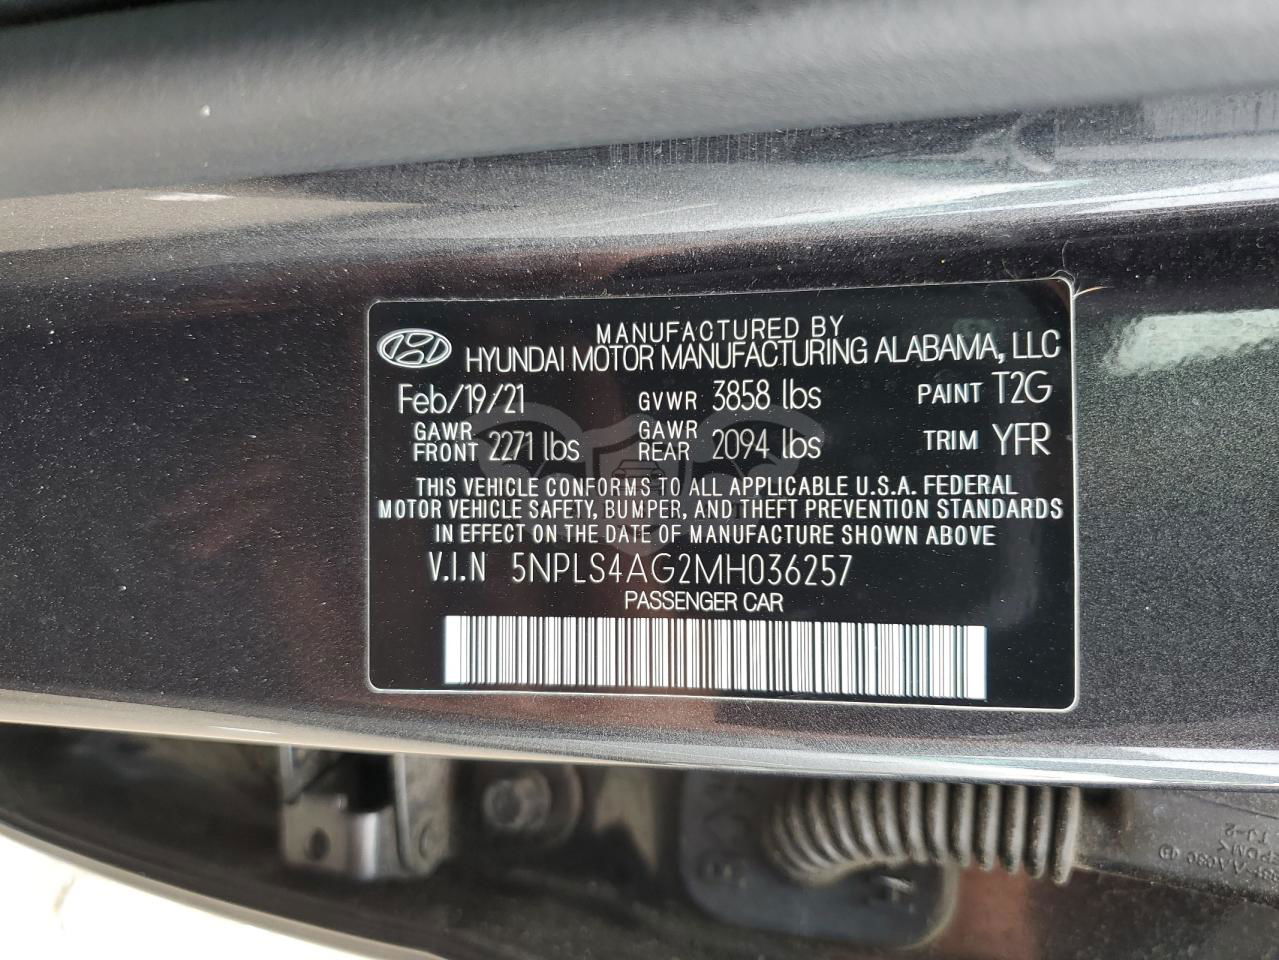 MANUFACTURED BY
HYUNDAI MOTOR MANUFACTURING ALABAMA, LLC
Feb/19/21 GVWR 3858 lbs PAINT T2G
GAWR FRONT 2271 lbs GAWR REAR 2094 lbs TRIM YFR
THIS VEHICLE CONFORMS TO ALL APPLICABLE U.S.A. FEDERAL
MOTOR VEHICLE SAFETY, BUMPER, AND THEFT PREVENTION STANDARDS
IN EFFECT ON THE DATE OF MANUFACTURE SHOWN ABOVE
V.I.N 5NPLS4AG2MH036257
PASSENGER CAR